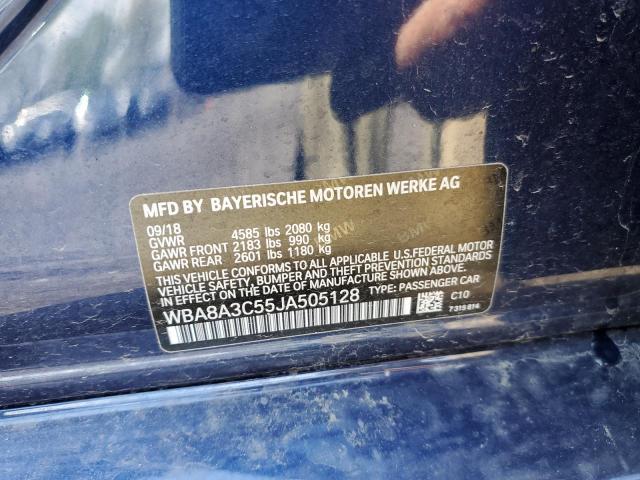 MFD BY BAYERISCHE MOTOREN WERKE AG
09/18
GVWR 4585 lbs 2080 kg
GAWR FRONT 2183 lbs 990 kg
GAWR REAR 2601 lbs 1180 kg
THIS VEHICLE CONFORMS TO ALL APPLICABLE U.S.FEDERAL MOTOR
VEHICLE SAFETY, BUMPER,AND THEFT PREVENTION STANDARDS
IN EFFECT ON THE DATE OF MANUFACTURE SHOWN ABOVE.
WBA8A3C55JA505128 TYPE: PASSENGER CAR C10
7315814